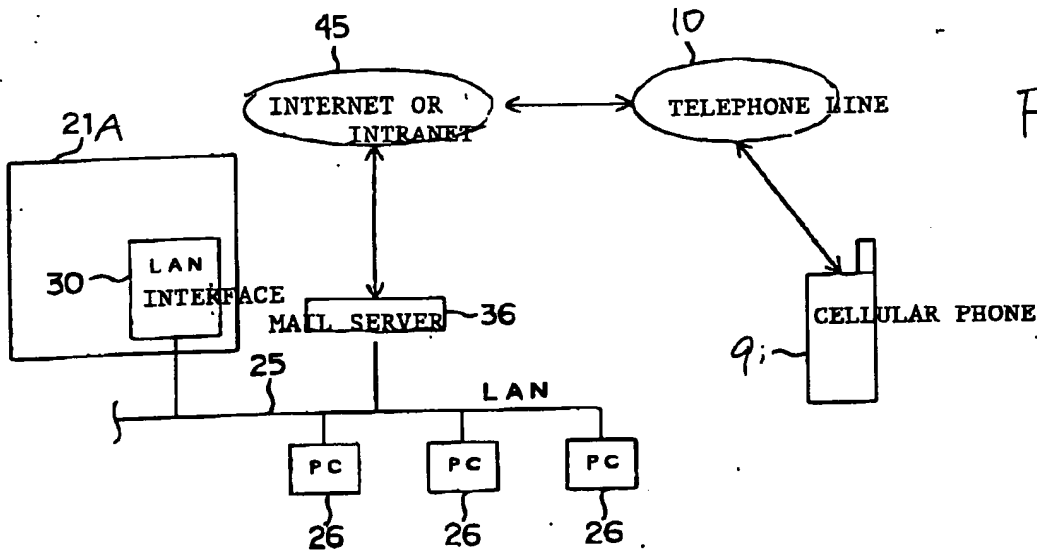 45
10
INTERNET OR
INTRANET
TELEPHONE LINE
F
21A
30
LAN
INTERFACE
MAIL SERVER
36
CELLULAR PHONE
9i
25
LAN
PC
PC
PC
26
26
26